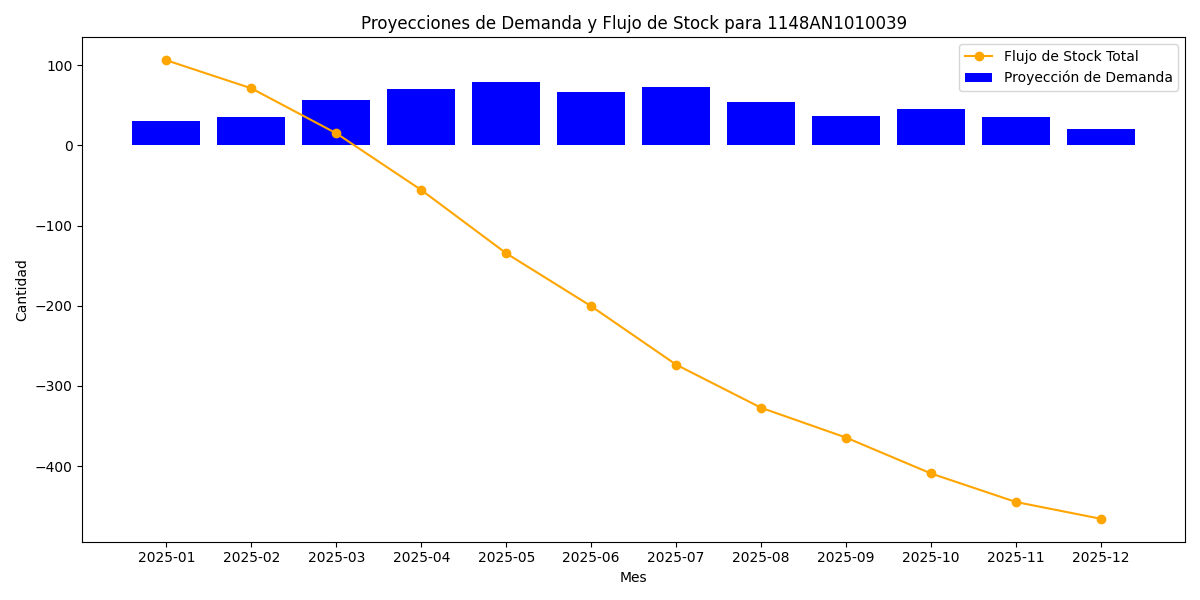 Proyecciones de Demanda y Flujo de Stock para 1148AN1010039
Flujo de Stock Total
Proyección de Demanda
Cantidad
100
0
−100
−200
−300
−400
2025-01 2025-02 2025-03 2025-04 2025-05 2025-06 2025-07 2025-08 2025-09 2025-10 2025-11 2025-12
Mes